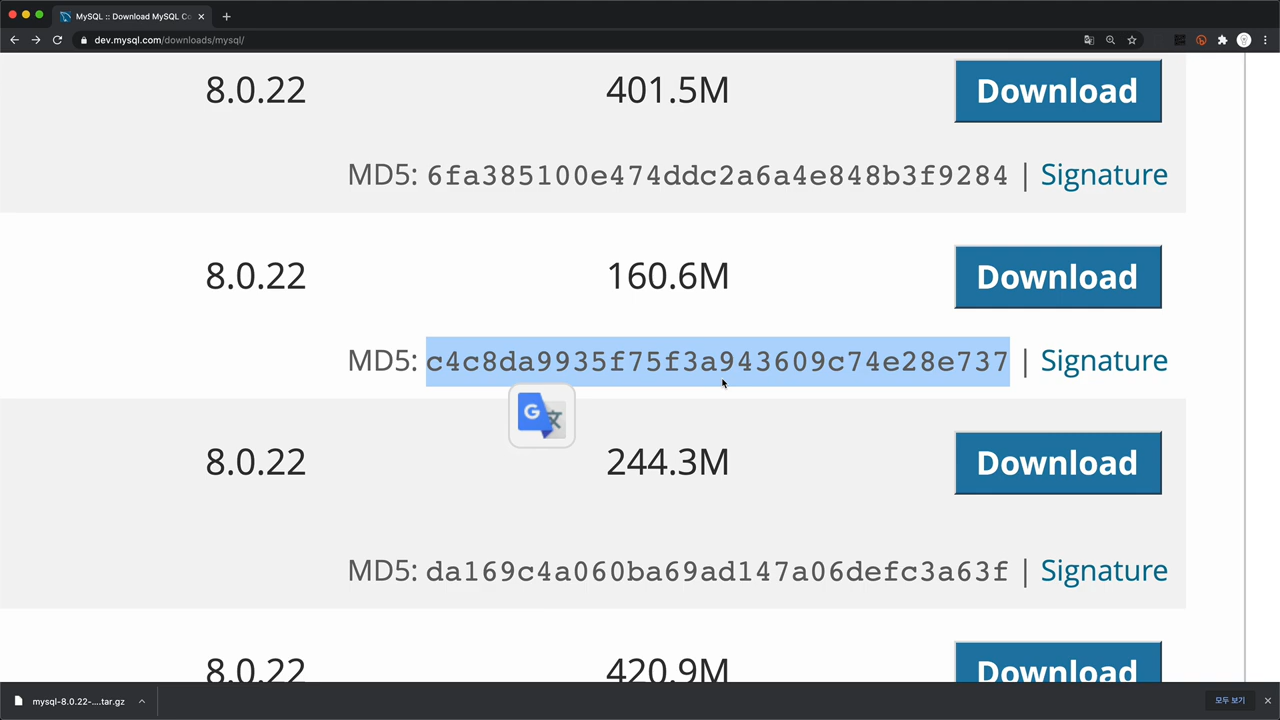 MySQL :: Download MySQL Co
dev.mysql.com/downloads/mysql/
8.0.22 401.5M Download
MD5: 6fa385100e474ddc2a6a4e848b3f9284 | Signature
8.0.22 160.6M Download
MD5: c4c8da9935f75f3a943609c74e28e737 | Signature
8.0.22 244.3M Download
MD5: da169c4a060ba69ad147a06defc3a63f | Signature
8.0.22 420.9M Download
mysql-8.0.22-....tar.gz
모두 보기